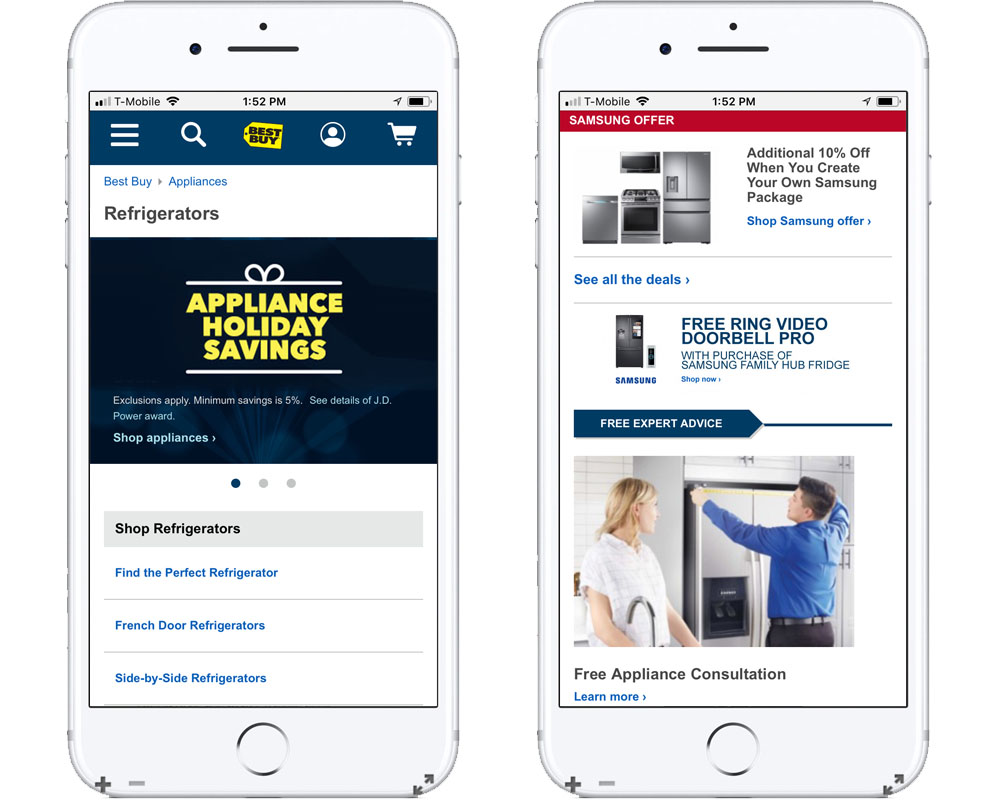 T-Mobile 1:52 PM
BEST
BUY
Best Buy Appliances
Refrigerators
APPLIANCE
HOLIDAY
SAVINGS
Exclusions apply. Minimum savings is 5%. See details of J.D.
Power award.
Shop appliances ›
Shop Refrigerators
Find the Perfect Refrigerator
French Door Refrigerators
Side-by-Side Refrigerators
T-Mobile 1:52 PM
SAMSUNG OFFER
Additional 10% Off
When You Create
Your Own Samsung
Package
Shop Samsung offer ›
See all the deals ›
FREE RING VIDEO
DOORBELL PRO
WITH PURCHASE OF
SAMSUNG FAMILY HUB FRIDGE
Shop now ›
SAMSUNG
FREE EXPERT ADVICE
Free Appliance Consultation
Learn more ›